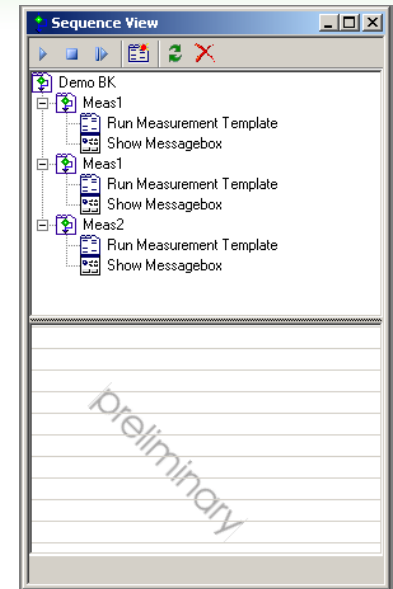 Sequence View
Demo BK
Meas1
Run Measurement Template
Show Messagebox
Meas1
Run Measurement Template
Show Messagebox
Meas2
Run Measurement Template
Show Messagebox
preliminary